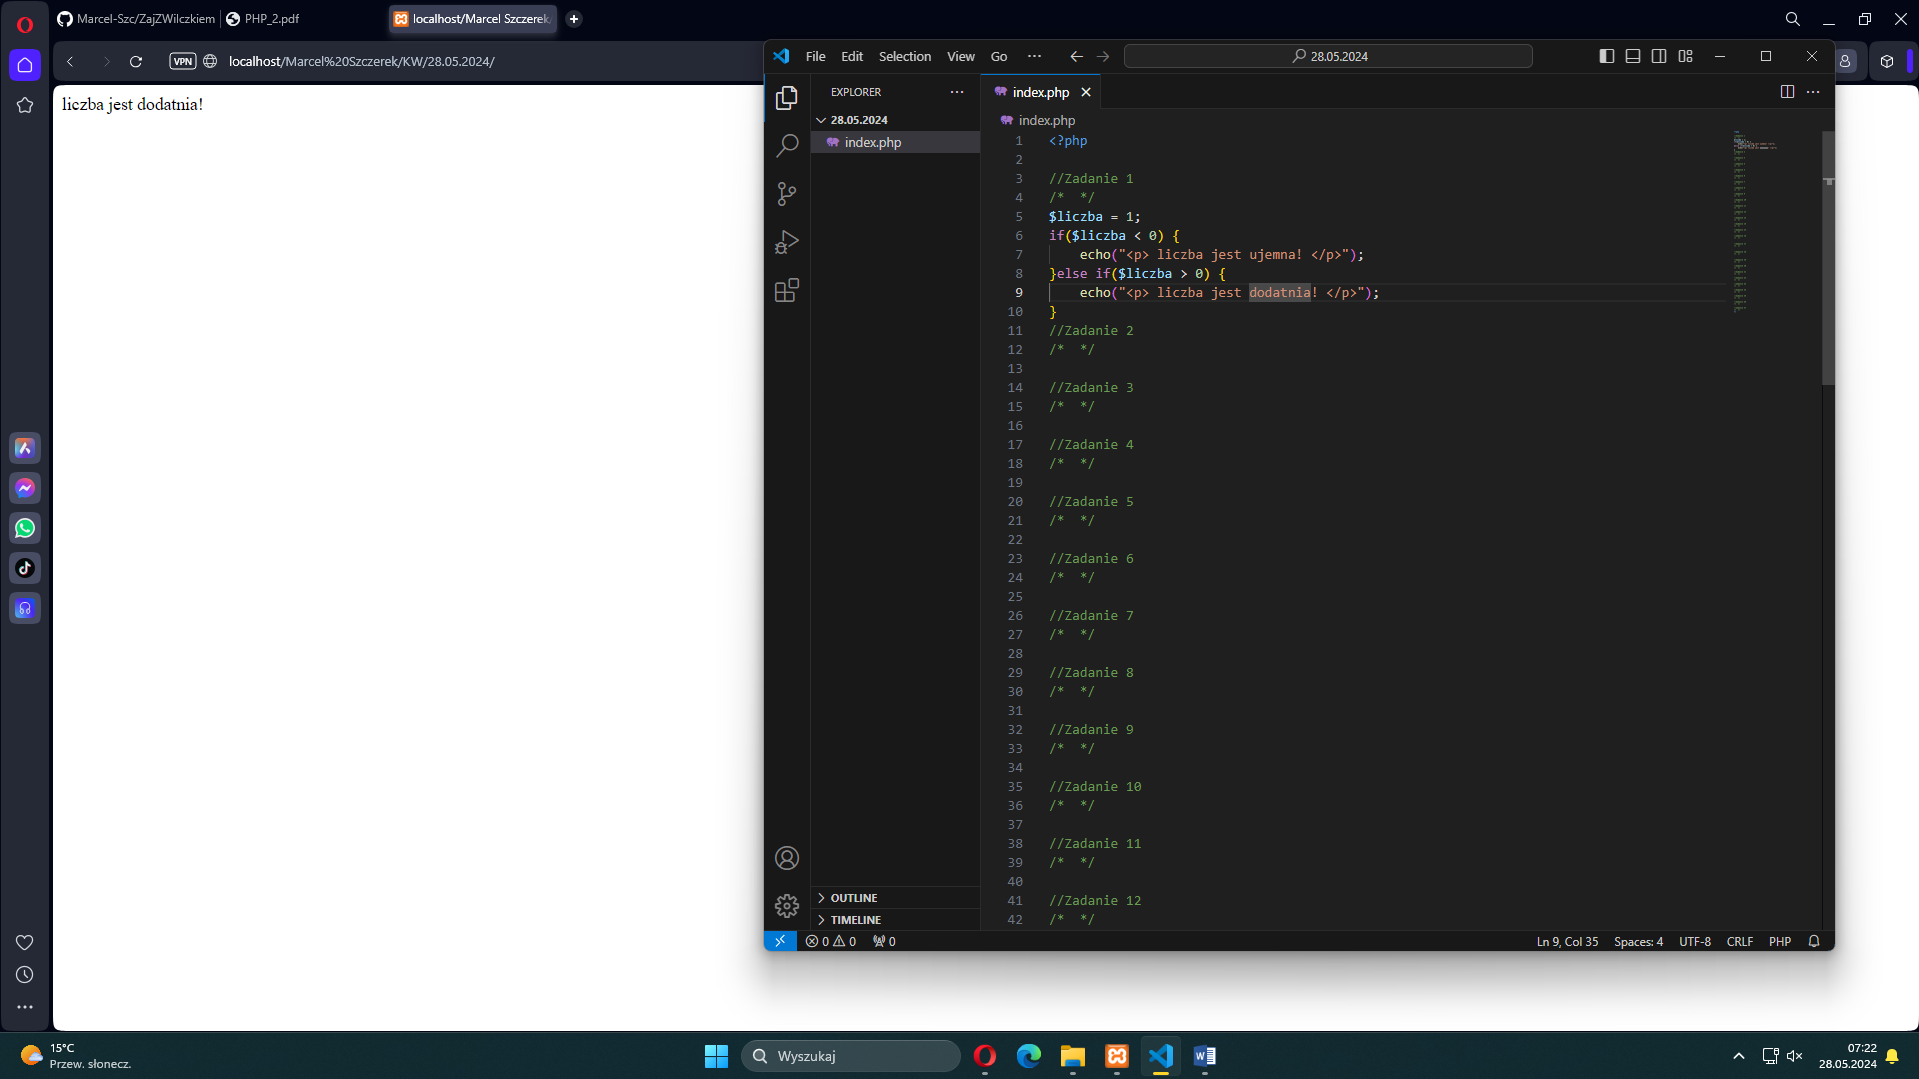 Marcel-Szc/ZajZWilczkiem
PHP_2.pdf
localhost/Marcel Szczerek
VPN
localhost/Marcel%20Szczerek/KW/28.05.2024/
liczba jest dodatnia!
File Edit Selection View Go ···
28.05.2024
EXPLORER ···
28.05.2024
index.php
OUTLINE
TIMELINE
index.php
index.php
1 <?php
2
3 //Zadanie 1
4 /*  */
5 $liczba = 1;
6 if($liczba < 0) {
7     echo("<p> liczba jest ujemna! </p>");
8 }else if($liczba > 0) {
9     echo("<p> liczba jest dodatnia! </p>");
10 }
11 //Zadanie 2
12 /*  */
13
14 //Zadanie 3
15 /*  */
16
17 //Zadanie 4
18 /*  */
19
20 //Zadanie 5
21 /*  */
22
23 //Zadanie 6
24 /*  */
25
26 //Zadanie 7
27 /*  */
28
29 //Zadanie 8
30 /*  */
31
32 //Zadanie 9
33 /*  */
34
35 //Zadanie 10
36 /*  */
37
38 //Zadanie 11
39 /*  */
40
41 //Zadanie 12
42 /*  */
0 0 0
Ln 9, Col 35 Spaces: 4 UTF-8 CRLF PHP
15°C
Przew. słonecz.
Wyszukaj
07:22
28.05.2024